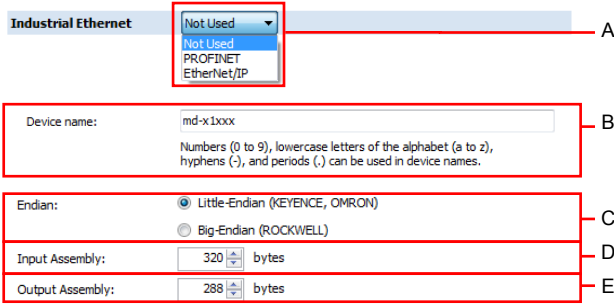 Industrial Ethernet
Not Used
A
Not Used
PROFINET
EtherNet/IP
Device name:
md-x1xxx
B
Numbers (0 to 9), lowercase letters of the alphabet (a to z),
hyphens (-), and periods (.) can be used in device names.
Endian:
Little-Endian (KEYENCE, OMRON)
Big-Endian (ROCKWELL)
C
Input Assembly:
320
bytes
D
Output Assembly:
288
bytes
E